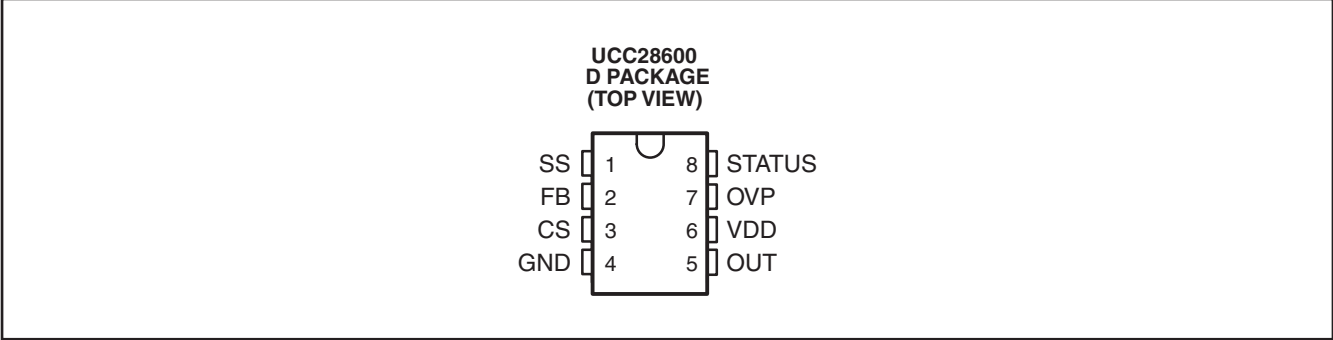 UCC28600
D PACKAGE
(TOP VIEW)
SS 1 8 STATUS
FB 2 7 OVP
CS 3 6 VDD
GND 4 5 OUT